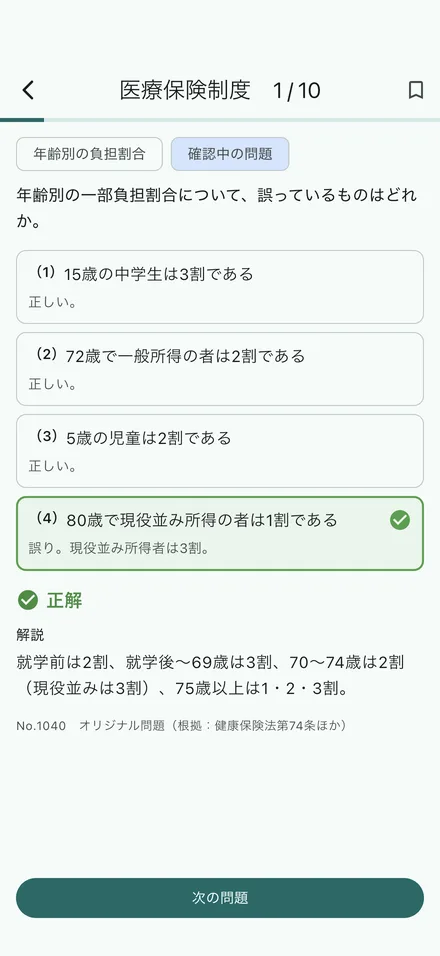 医療保険制度 1/10
年齢別の負担割合 確認中の問題
年齢別の一部負担割合について、誤っているものはどれ
か。
（1）15歳の中学生は3割である
正しい。
（2）72歳で一般所得の者は2割である
正しい。
（3）5歳の児童は2割である
正しい。
（4）80歳で現役並み所得の者は1割である
誤り。現役並み所得者は3割。
正解
解説
就学前は2割、就学後〜69歳は3割、70〜74歳は2割
（現役並みは3割）、75歳以上は1・2・3割。
No.1040 オリジナル問題（根拠：健康保険法第74条ほか）
次の問題